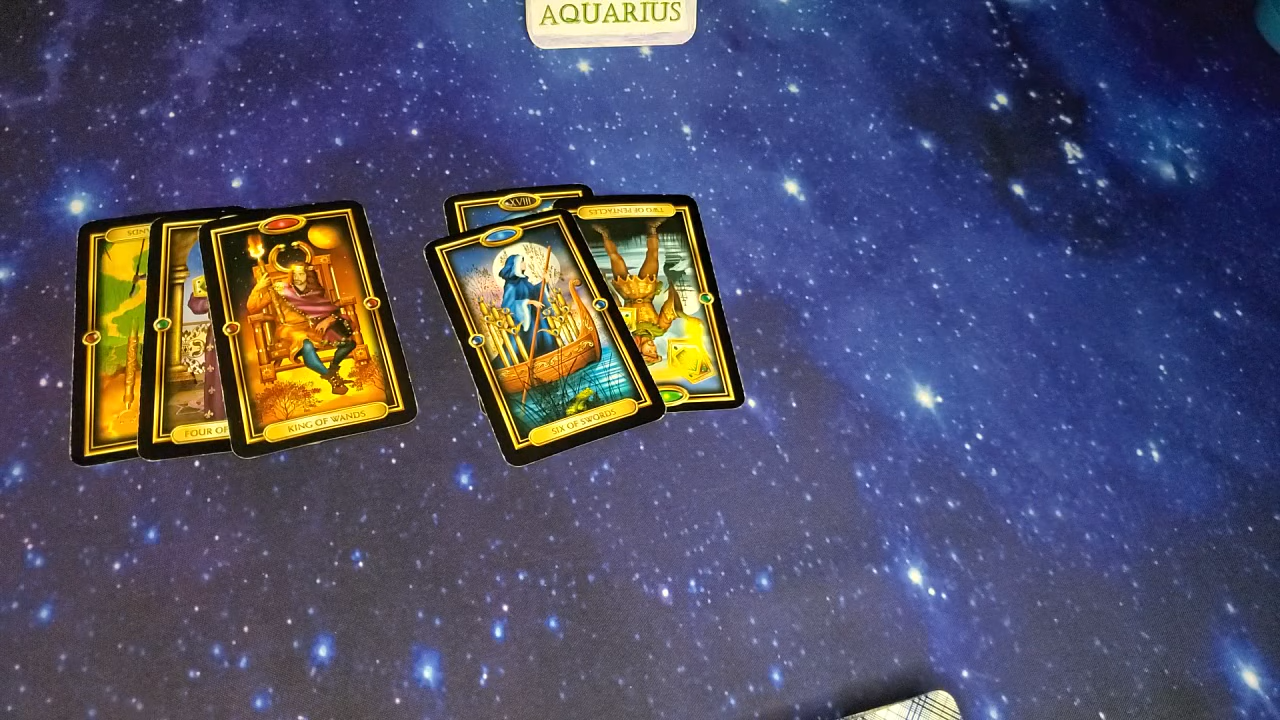 AQUARIUS
XVIII
TWO OF PENTACLES
FOUR OF
KING OF WANDS
SIX OF SWORDS